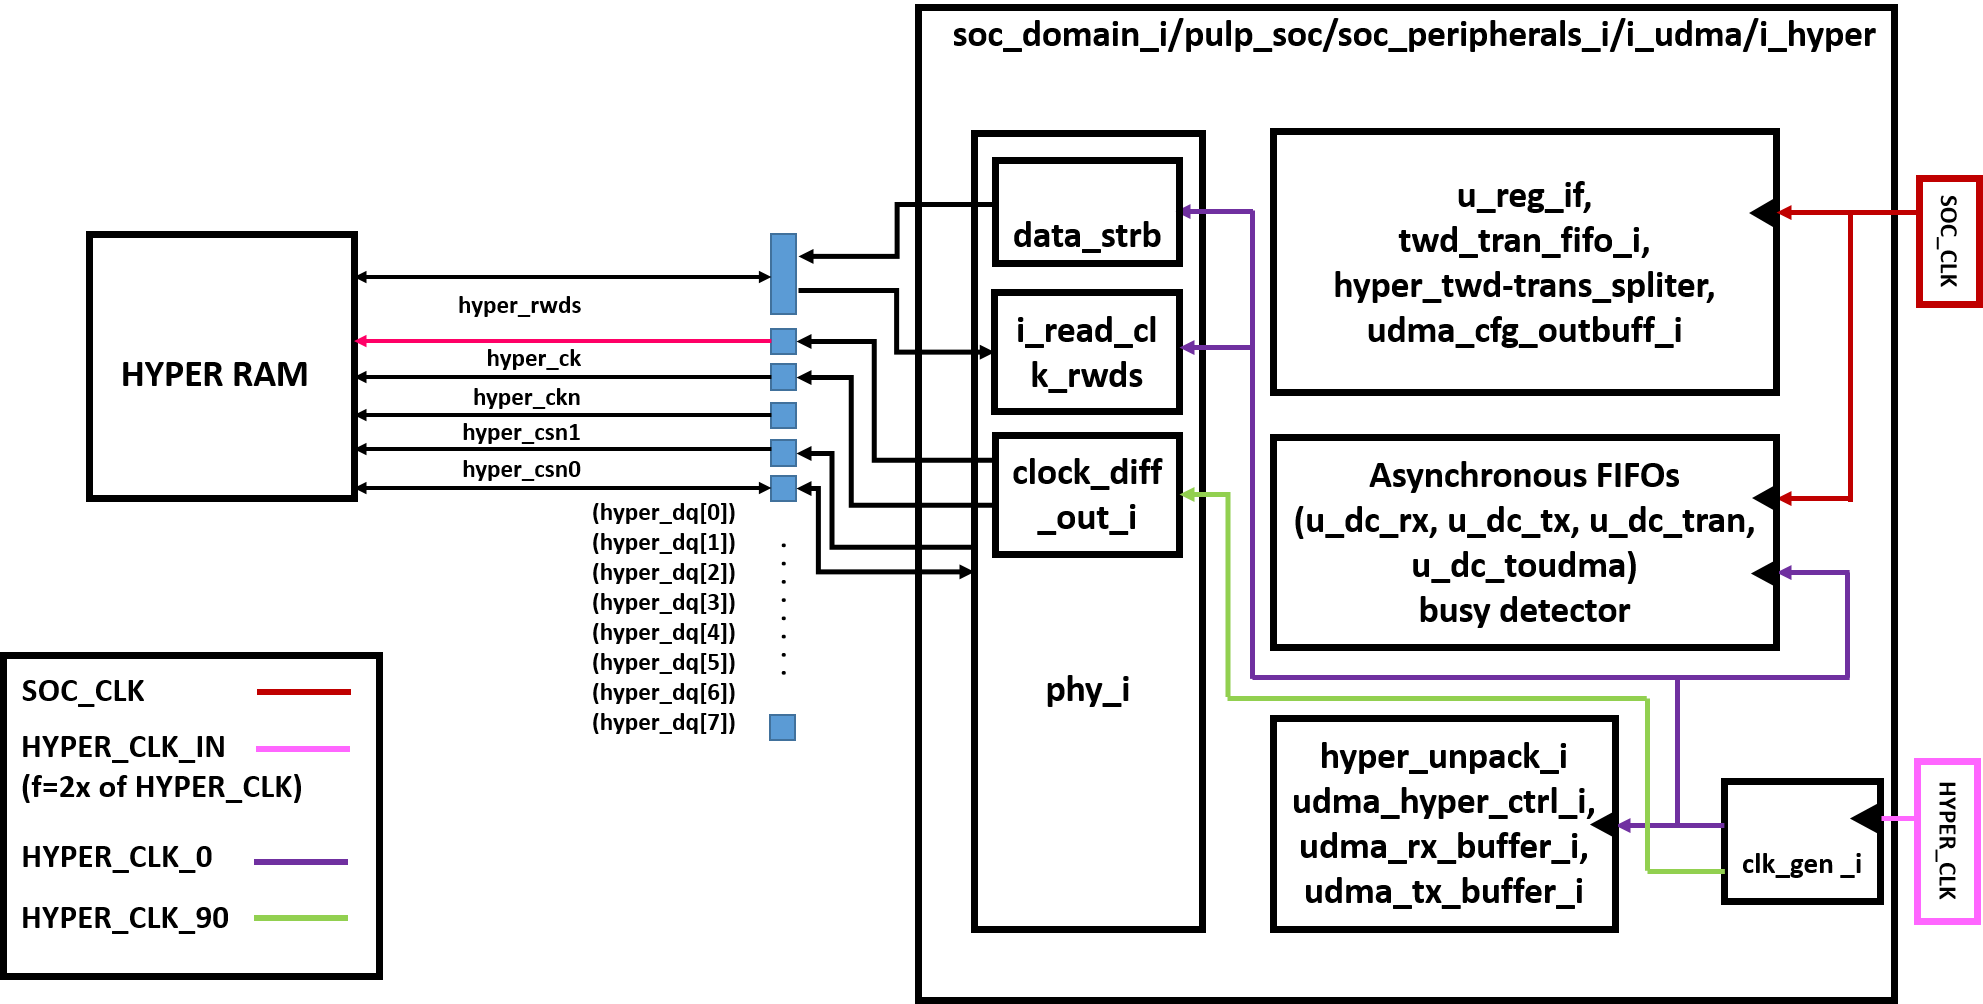 soc_domain_i/pulp_soc/soc_peripherals_i/i_udma/i_hyper
HYPER RAM
hyper_rwds
hyper_ck
hyper_ckn
hyper_csn1
hyper_csn0
(hyper_dq[0])
(hyper_dq[1])
(hyper_dq[2])
(hyper_dq[3])
(hyper_dq[4])
(hyper_dq[5])
(hyper_dq[6])
(hyper_dq[7])
data_strb
i_read_cl
k_rwds
clock_diff
_out_i
phy_i
u_reg_if,
twd_tran_fifo_i,
hyper_twd-trans_spliter,
udma_cfg_outbuff_i
Asynchronous FIFOs
(u_dc_rx, u_dc_tx, u_dc_tran,
u_dc_toudma)
busy detector
hyper_unpack_i
udma_hyper_ctrl_i,
udma_rx_buffer_i,
udma_tx_buffer_i
clk_gen _i
SOC_CLK
HYPER_CLK
SOC_CLK
HYPER_CLK_IN
(f=2x of HYPER_CLK)
HYPER_CLK_0
HYPER_CLK_90